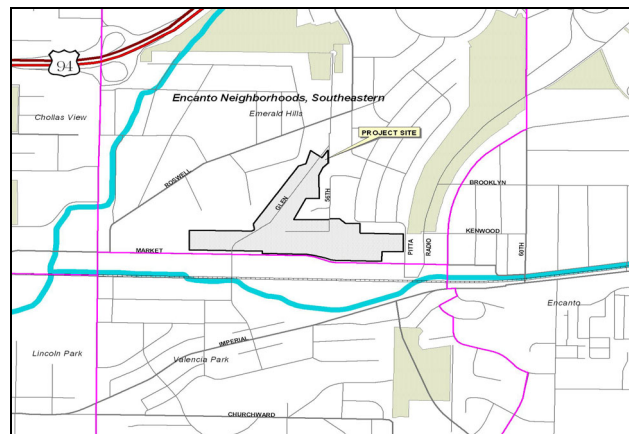 94
Encanto Neighborhoods, Southeastern
Emerald Hills
Chollas View
PROJECT SITE
ROSWELL
GLEN
56TH
BROOKLYN
KENWOOD
MARKET
PITTA
RADIO
60TH
Encanto
IMPERIAL
Lincoln Park
Valencia Park
CHURCHWARD